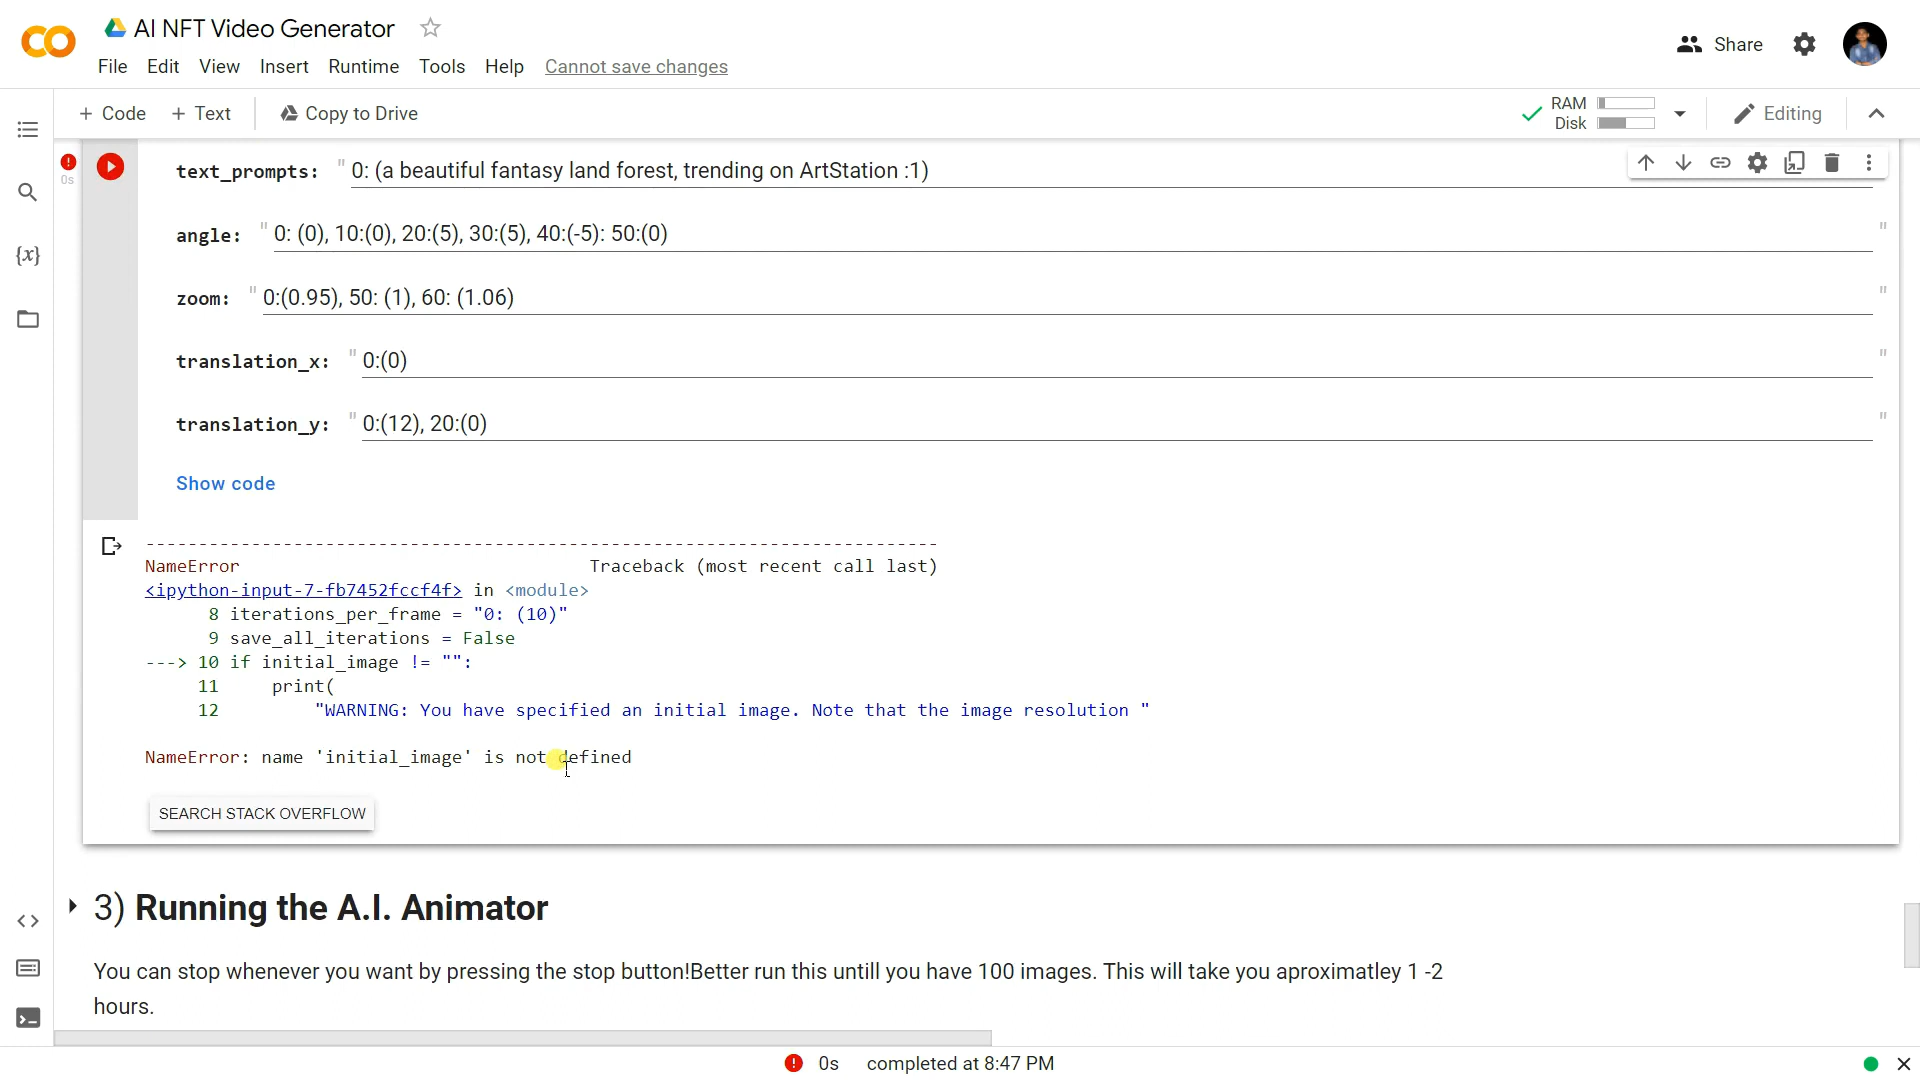 AI NFT Video Generator
File Edit View Insert Runtime Tools Help Cannot save changes
Share
+ Code + Text Copy to Drive
RAM
Disk
Editing
0s
text_prompts: " 0: (a beautiful fantasy land forest, trending on ArtStation :1)
angle: " 0: (0), 10:(0), 20:(5), 30:(5), 40:(-5): 50:(0) "
zoom: " 0:(0.95), 50: (1), 60: (1.06) "
translation_x: " 0:(0) "
translation_y: " 0:(12), 20:(0) "
Show code
---------------------------------------------------------------------------
NameError Traceback (most recent call last)
<ipython-input-7-fb7452fccf4f> in <module>
8 iterations_per_frame = "0: (10)"
9 save_all_iterations = False
---> 10 if initial_image != "":
11 print(
12 "WARNING: You have specified an initial image. Note that the image resolution "
NameError: name 'initial_image' is not defined
SEARCH STACK OVERFLOW
3) Running the A.I. Animator
You can stop whenever you want by pressing the stop button!Better run this untill you have 100 images. This will take you aproximatley 1 -2
hours.
0s completed at 8:47 PM